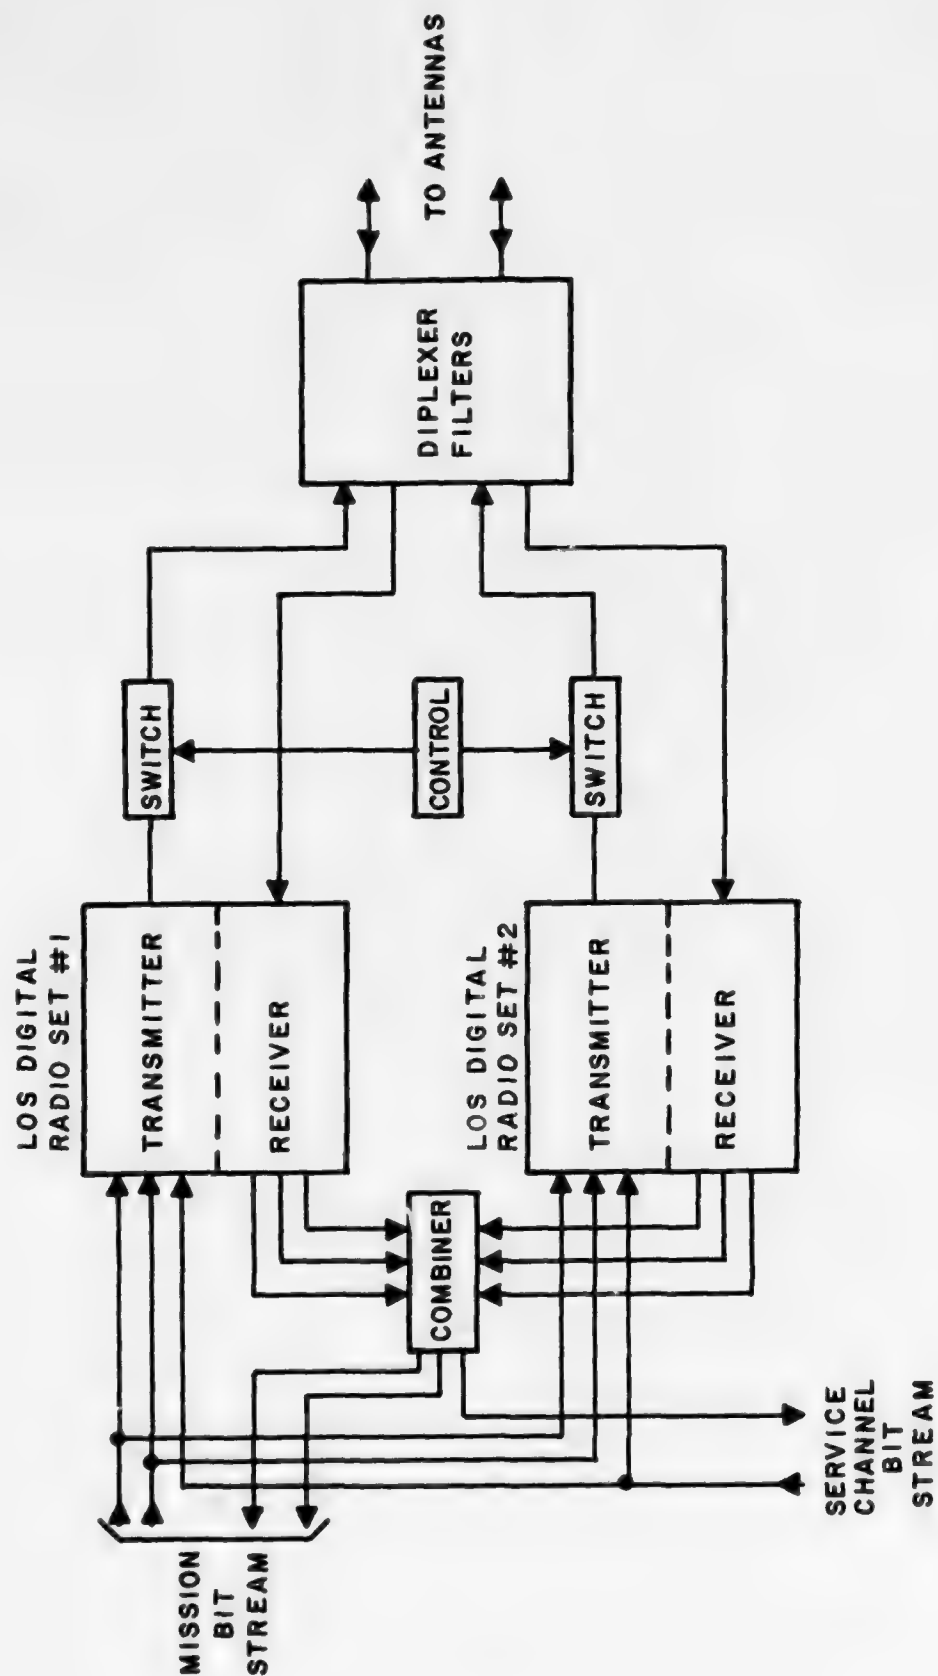 LOS DIGITAL
RADIO SET #1
TRANSMITTER
RECEIVER
SWITCH
CONTROL
SWITCH
DIPLEXER
FILTERS
TO ANTENNAS
MISSION
BIT
STREAM
COMBINER
LOS DIGITAL
RADIO SET #2
TRANSMITTER
RECEIVER
SERVICE
CHANNEL
BIT
STREAM